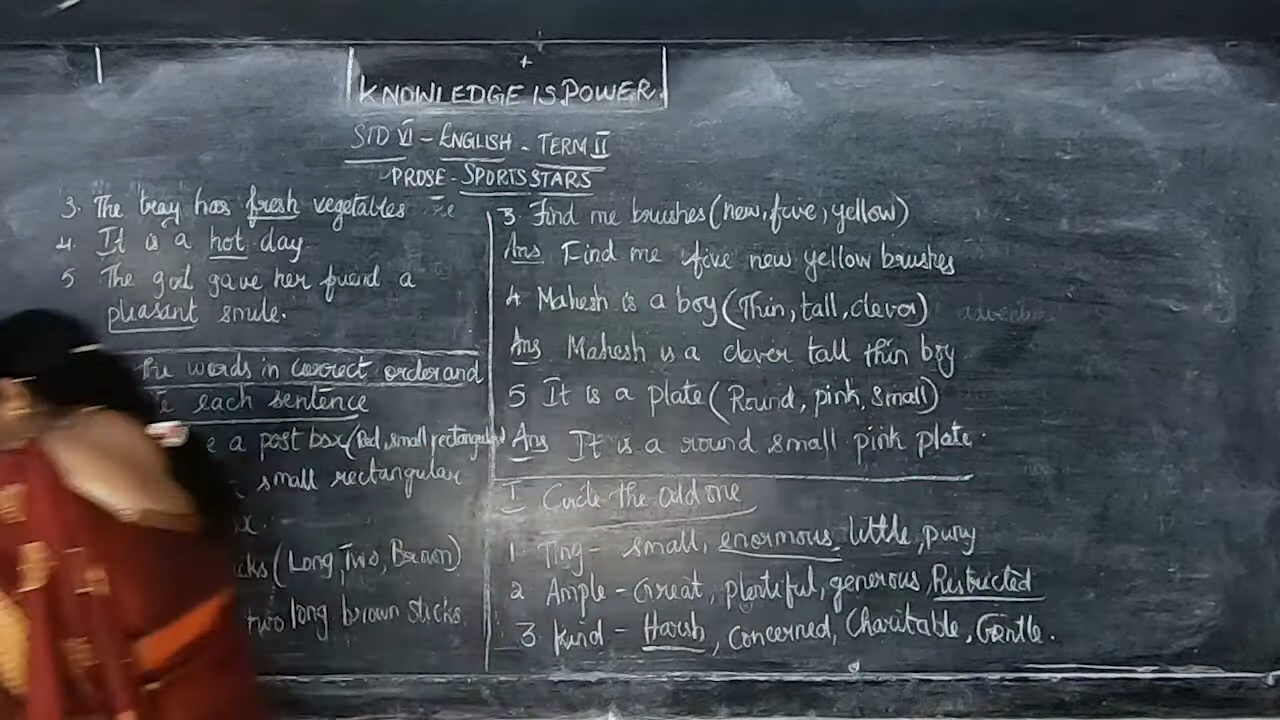 KNOWLEDGE IS POWER.
STD VI - ENGLISH - TERM II
PROSE - SPORTS STARS
3. The tray has fresh vegetables
4. It is a hot day.
5 The girl gave her friend a
pleasant smile.
the words in correct order and
each sentence
a post box (Red, small rectangular)
small rectangular
(Long, Two, Brown)
two long brown sticks.
3. Find me brushes (new, five, yellow)
Ans Find me five new yellow brushes
4 Mahesh is a boy (Thin, tall, clever)
Ans Mahesh is a clever tall thin boy
5 It is a plate (Round, pink, small)
Ans It is a round small pink plate.
I Circle the odd one
1. Tiny - small, enormous, little, puny
2 Ample - Great, plentiful, generous, Restricted
3. Kind - Harsh, Concerned, Charitable, Gentle.